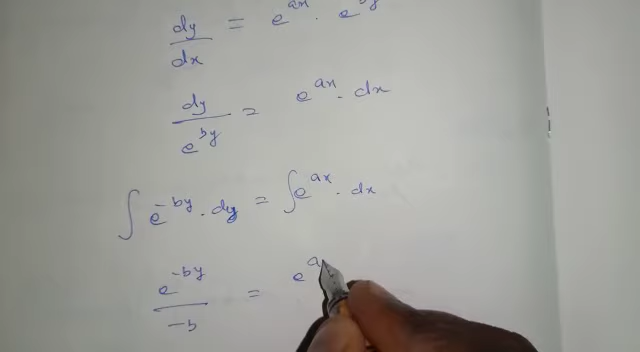 dy/dx = e^ax . e^by
dy/e^by = e^ax . dx
∫ e^-by . dy = ∫ e^ax . dx
e^-by/-b = e^a